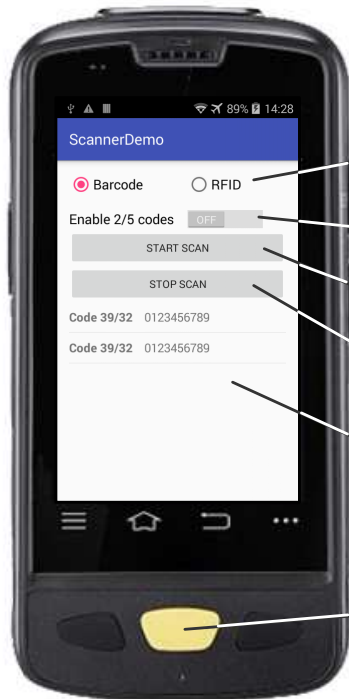 89% 14:28
ScannerDemo
Barcode RFID
Enable 2/5 codes OFF
START SCAN
STOP SCAN
Code 39/32 0123456789
Code 39/32 0123456789